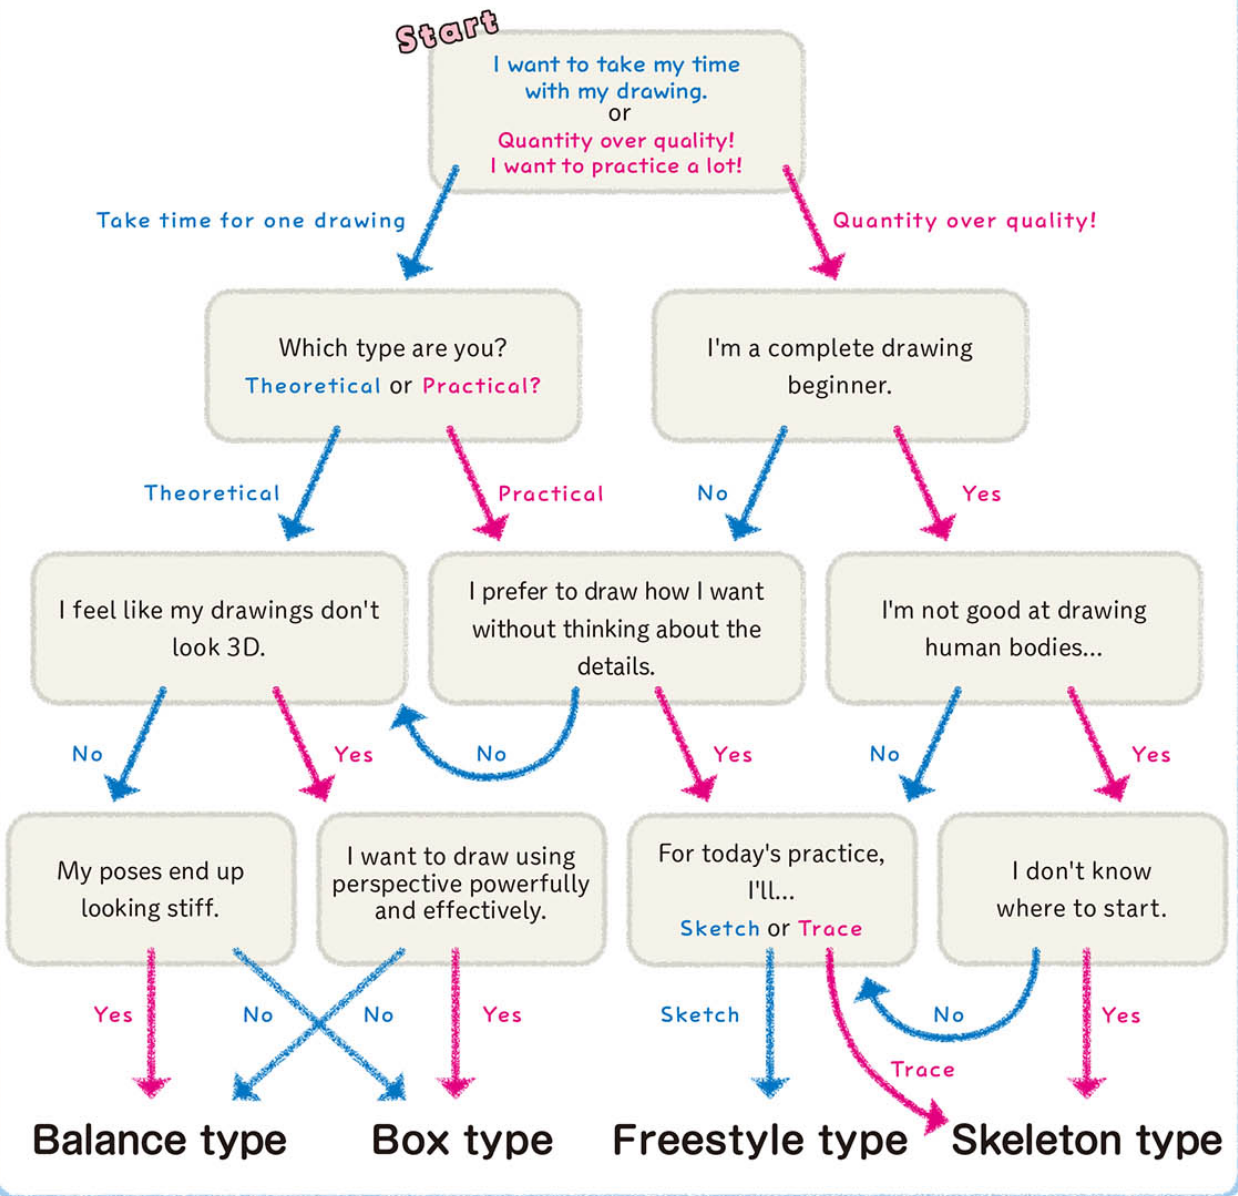 Start
I want to take my time
with my drawing.
or
Quantity over quality!
I want to practice a lot!
Take time for one drawing
Quantity over quality!
Which type are you?
Theoretical or Practical?
I'm a complete drawing
beginner.
Theoretical
Practical
No
Yes
I feel like my drawings don't
look 3D.
I prefer to draw how I want
without thinking about the
details.
I'm not good at drawing
human bodies...
No
Yes
No
Yes
No
Yes
My poses end up
looking stiff.
I want to draw using
perspective powerfully
and effectively.
For today's practice,
I'll...
Sketch or Trace
I don't know
where to start.
Yes
No
No
Yes
Sketch
Trace
No
Yes
Balance type
Box type
Freestyle type
Skeleton type